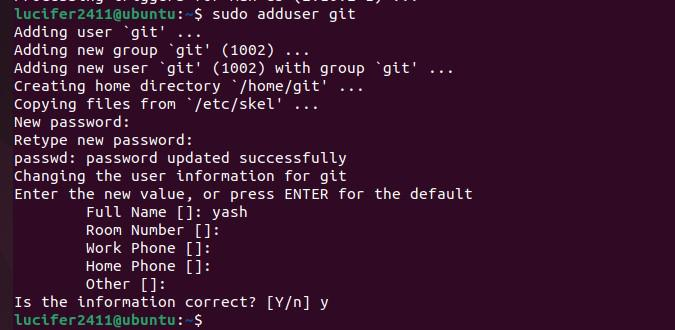 lucifer2411@ubuntu:~$ sudo adduser git
Adding user `git' ...
Adding new group `git' (1002) ...
Adding new user `git' (1002) with group `git' ...
Creating home directory `/home/git' ...
Copying files from `/etc/skel' ...
New password:
Retype new password:
passwd: password updated successfully
Changing the user information for git
Enter the new value, or press ENTER for the default
Full Name []: yash
Room Number []:
Work Phone []:
Home Phone []:
Other []:
Is the information correct? [Y/n] y
lucifer2411@ubuntu:~$